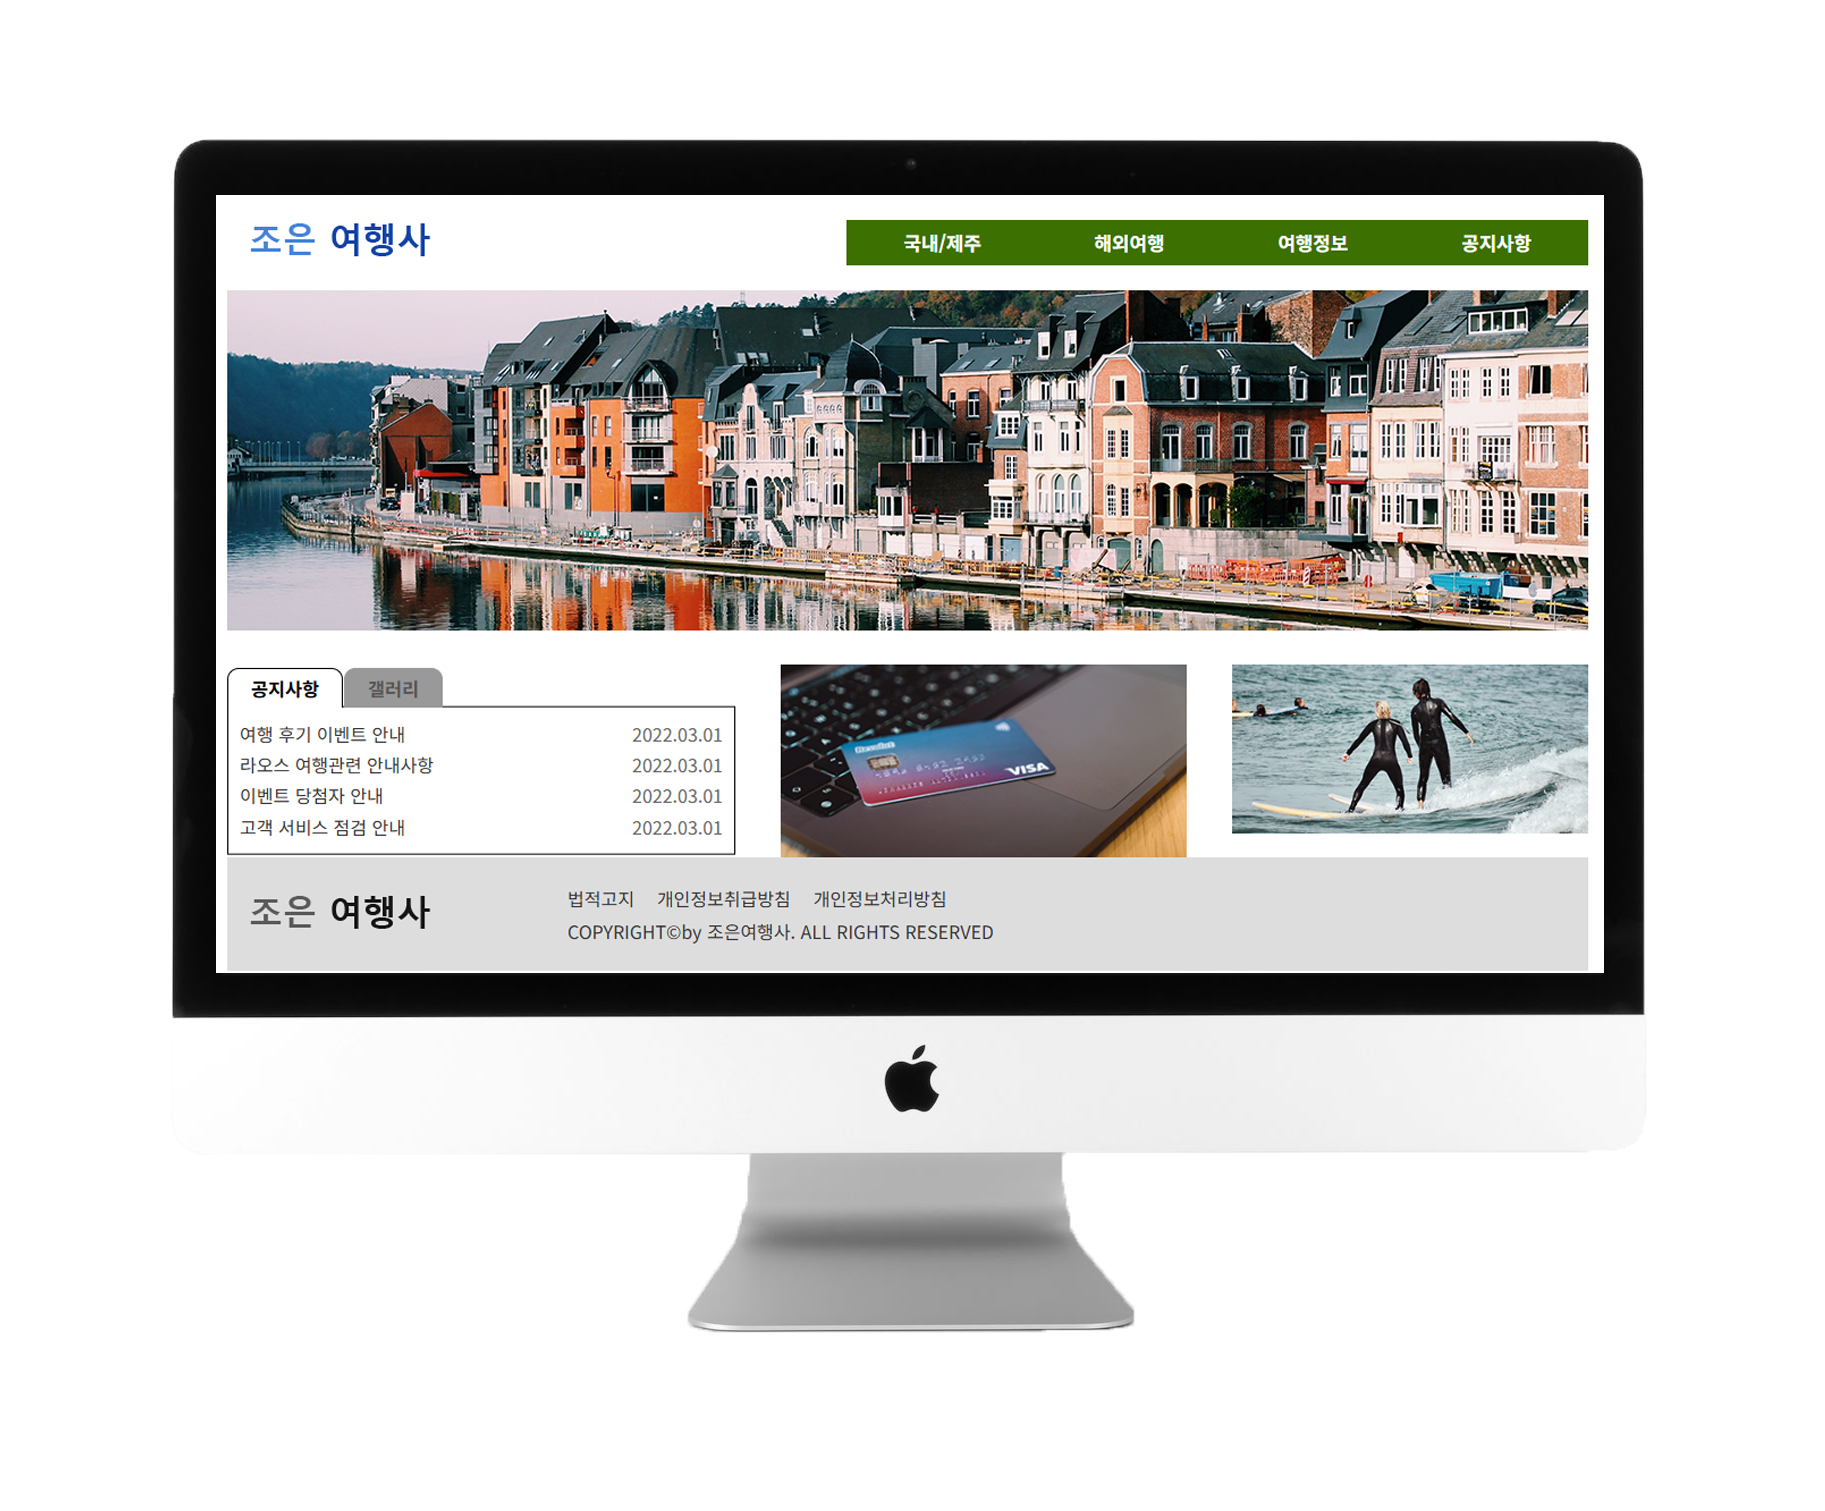 조은 여행사
국내/제주 해외여행 여행정보 공지사항
공지사항 갤러리
여행 후기 이벤트 안내 2022.03.01
라오스 여행관련 안내사항 2022.03.01
이벤트 당첨자 안내 2022.03.01
고객 서비스 점검 안내 2022.03.01
Revolut
VISA
조은 여행사
법적고지 개인정보취급방침 개인정보처리방침
COPYRIGHT©by 조은여행사. ALL RIGHTS RESERVED